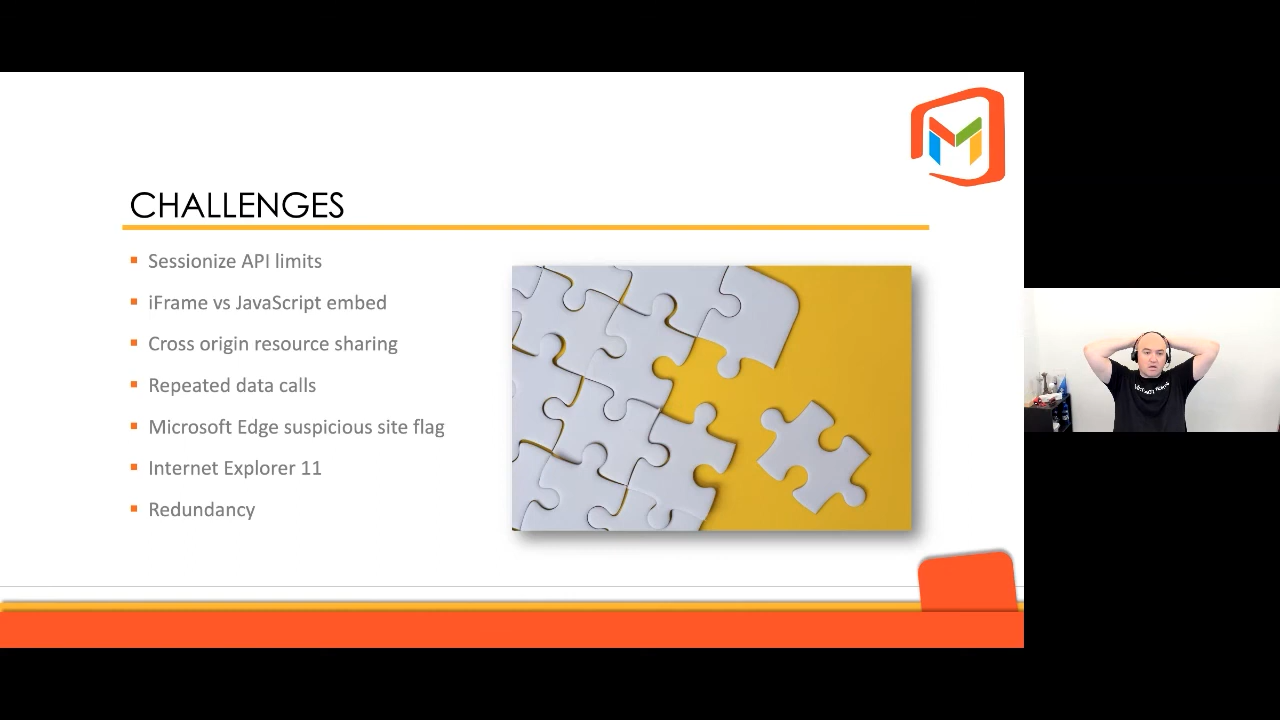 CHALLENGES
Sessionize API limits
iFrame vs JavaScript embed
Cross origin resource sharing
Repeated data calls
Microsoft Edge suspicious site flag
Internet Explorer 11
Redundancy